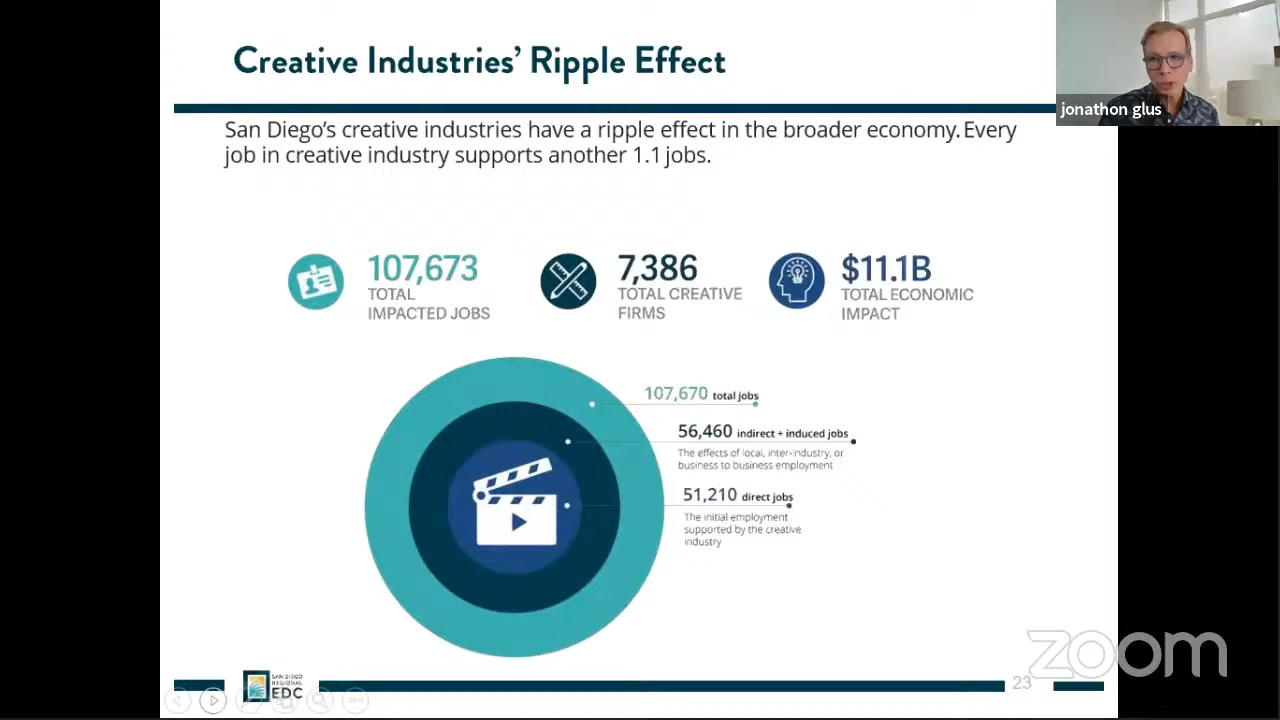 Creative Industries’ Ripple Effect
jonathon glus
San Diego’s creative industries have a ripple effect in the broader economy. Every
job in creative industry supports another 1.1 jobs.
107,673
TOTAL
IMPACTED JOBS
7,386
TOTAL CREATIVE
FIRMS
$11.1B
TOTAL ECONOMIC
IMPACT
107,670 total jobs
56,460 indirect + induced jobs
The effects of local, inter-industry, or
business to business employment
51,210 direct jobs
The initial employment
supported by the creative
industry
zoom
SAN DIEGO
REGIONAL
EDC
23